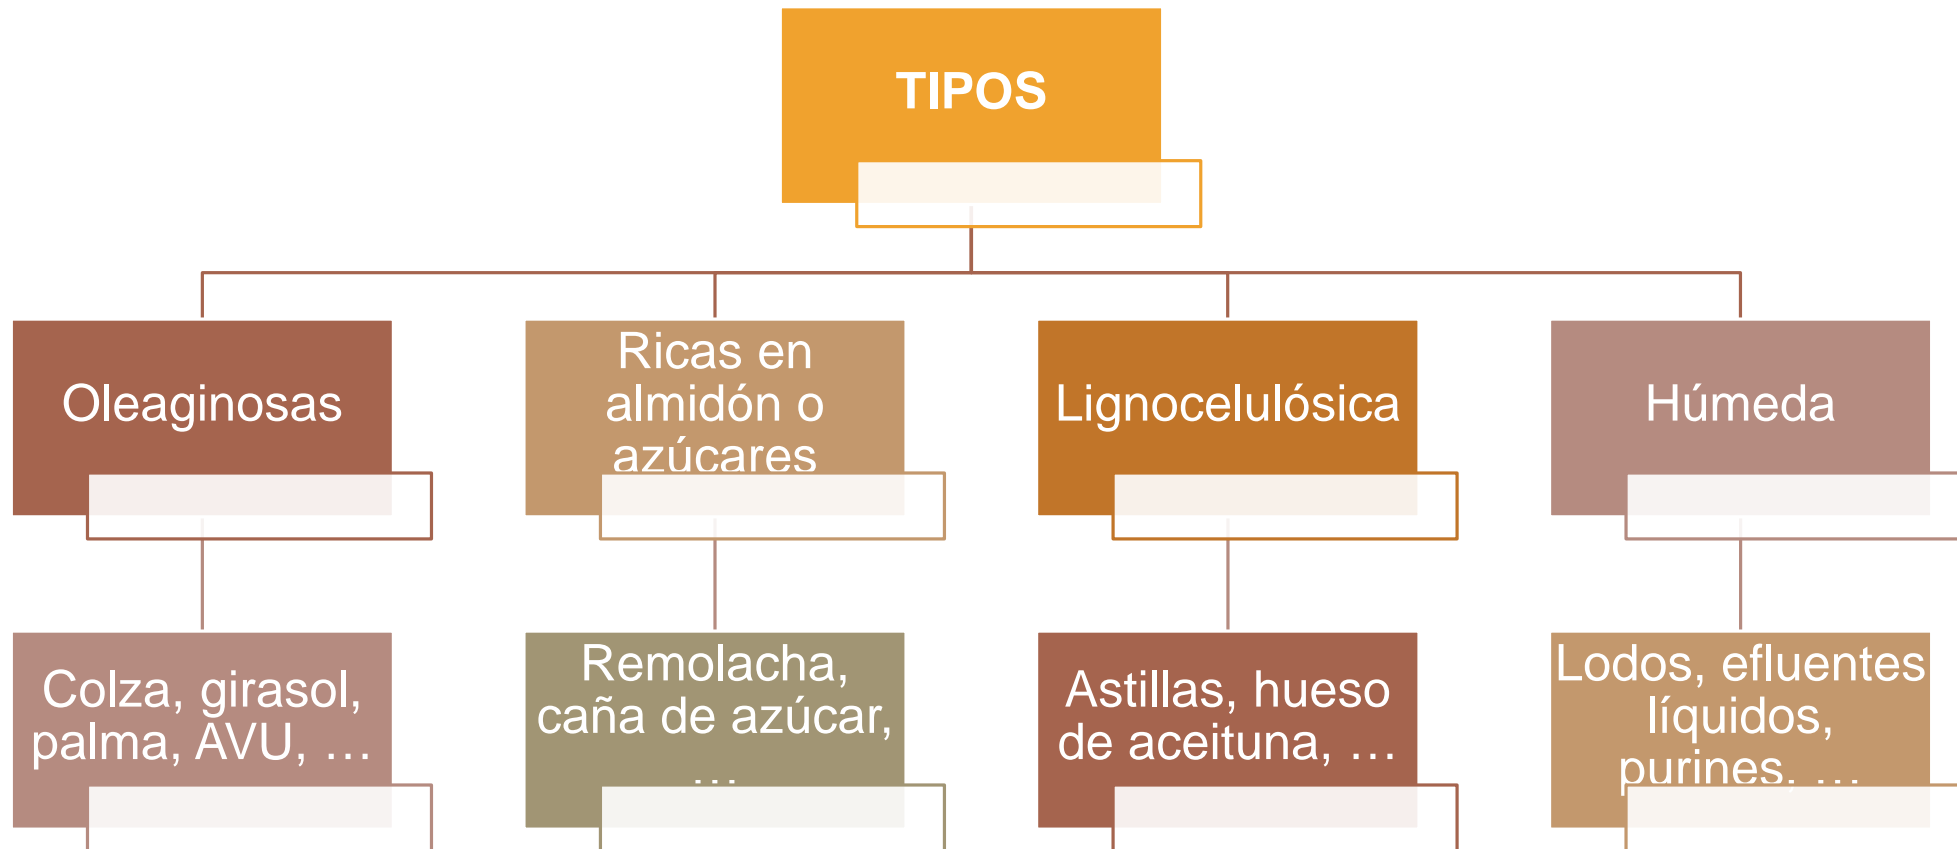 TIPOS
Oleaginosas
Ricas en
almidón o
azúcares
Lignocelulósica
Húmeda
Colza, girasol,
palma, AVU, …
Remolacha,
caña de azúcar,
…
Astillas, hueso
de aceituna, …
Lodos, efluentes
líquidos,
purines, …